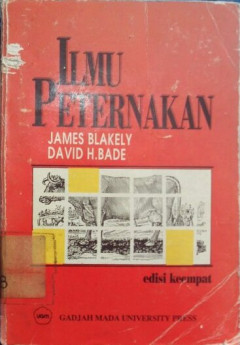 ILMU
PETERNAKAN
JAMES BLAKELY
DAVID H.BADE
edisi keempat
GADJAH MADA UNIVERSITY PRESS